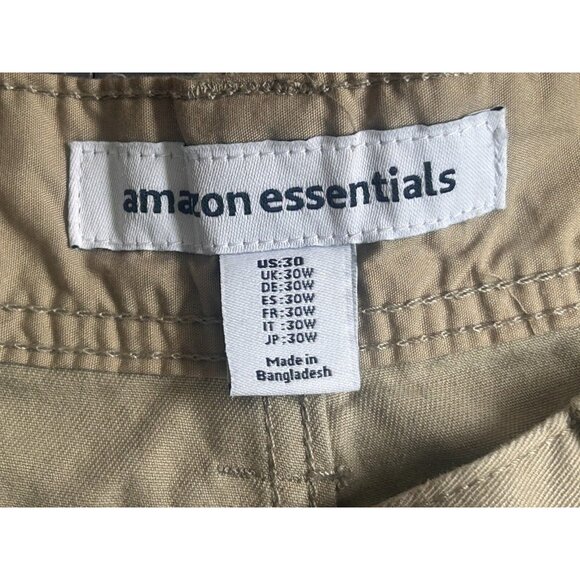 amazon essentials
US:30
UK:30W
DE:30W
ES:30W
FR:30W
IT :30W
JP:30W
Made in
Bangladesh